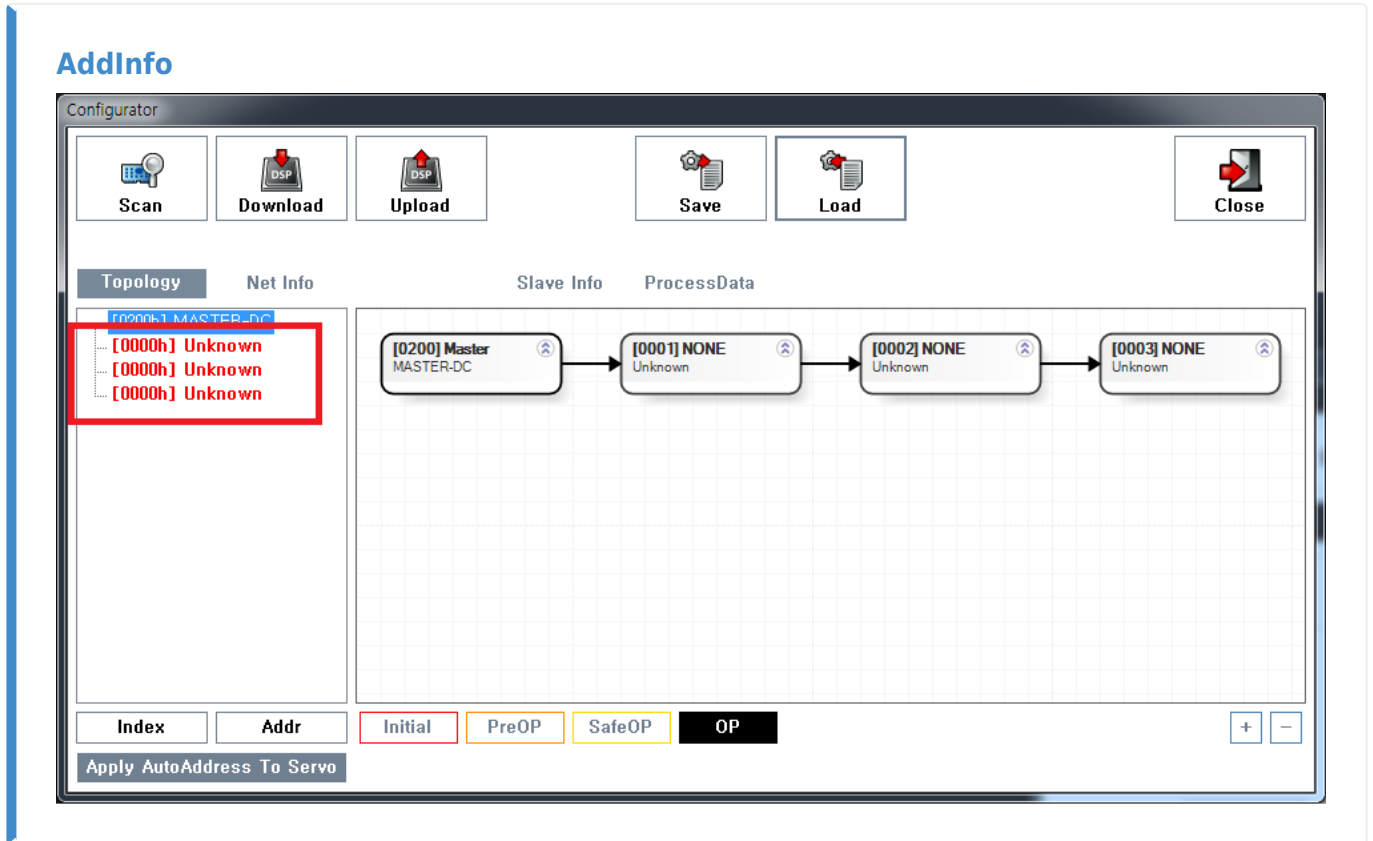 AddInfo
Configurator
DSP DSP
Scan Download Upload Save Load Close
Topology Net Info Slave Info ProcessData
[0200h] MASTER-DC
[0000h] Unknown
[0000h] Unknown
[0000h] Unknown
[0200] Master [0001] NONE [0002] NONE [0003] NONE
MASTER-DC Unknown Unknown Unknown
Index Addr Initial PreOP SafeOP OP + −
Apply AutoAddress To Servo